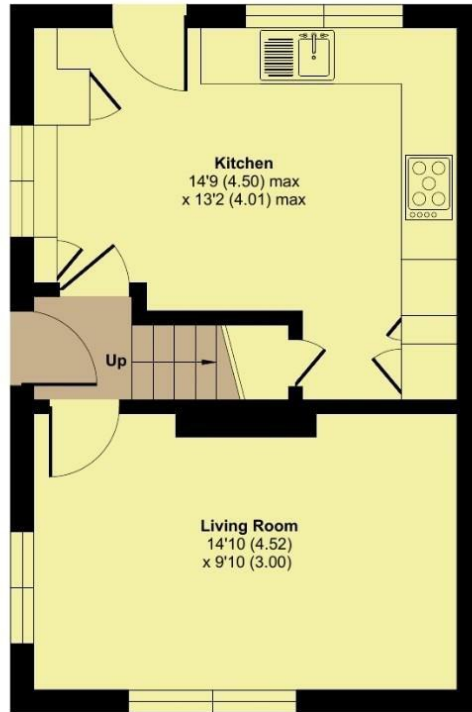 Kitchen
14'9 (4.50) max
x 13'2 (4.01) max
Up
Living Room
14'10 (4.52)
x 9'10 (3.00)